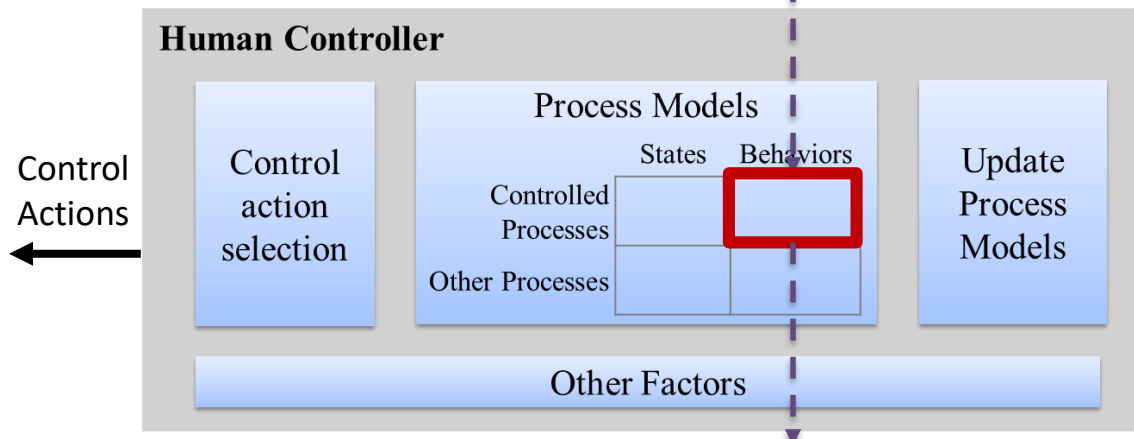 Human Controller
Control
Actions
Control
action
selection
Process Models
States Behaviors
Controlled
Processes
Other Processes
Update
Process
Models
Other Factors